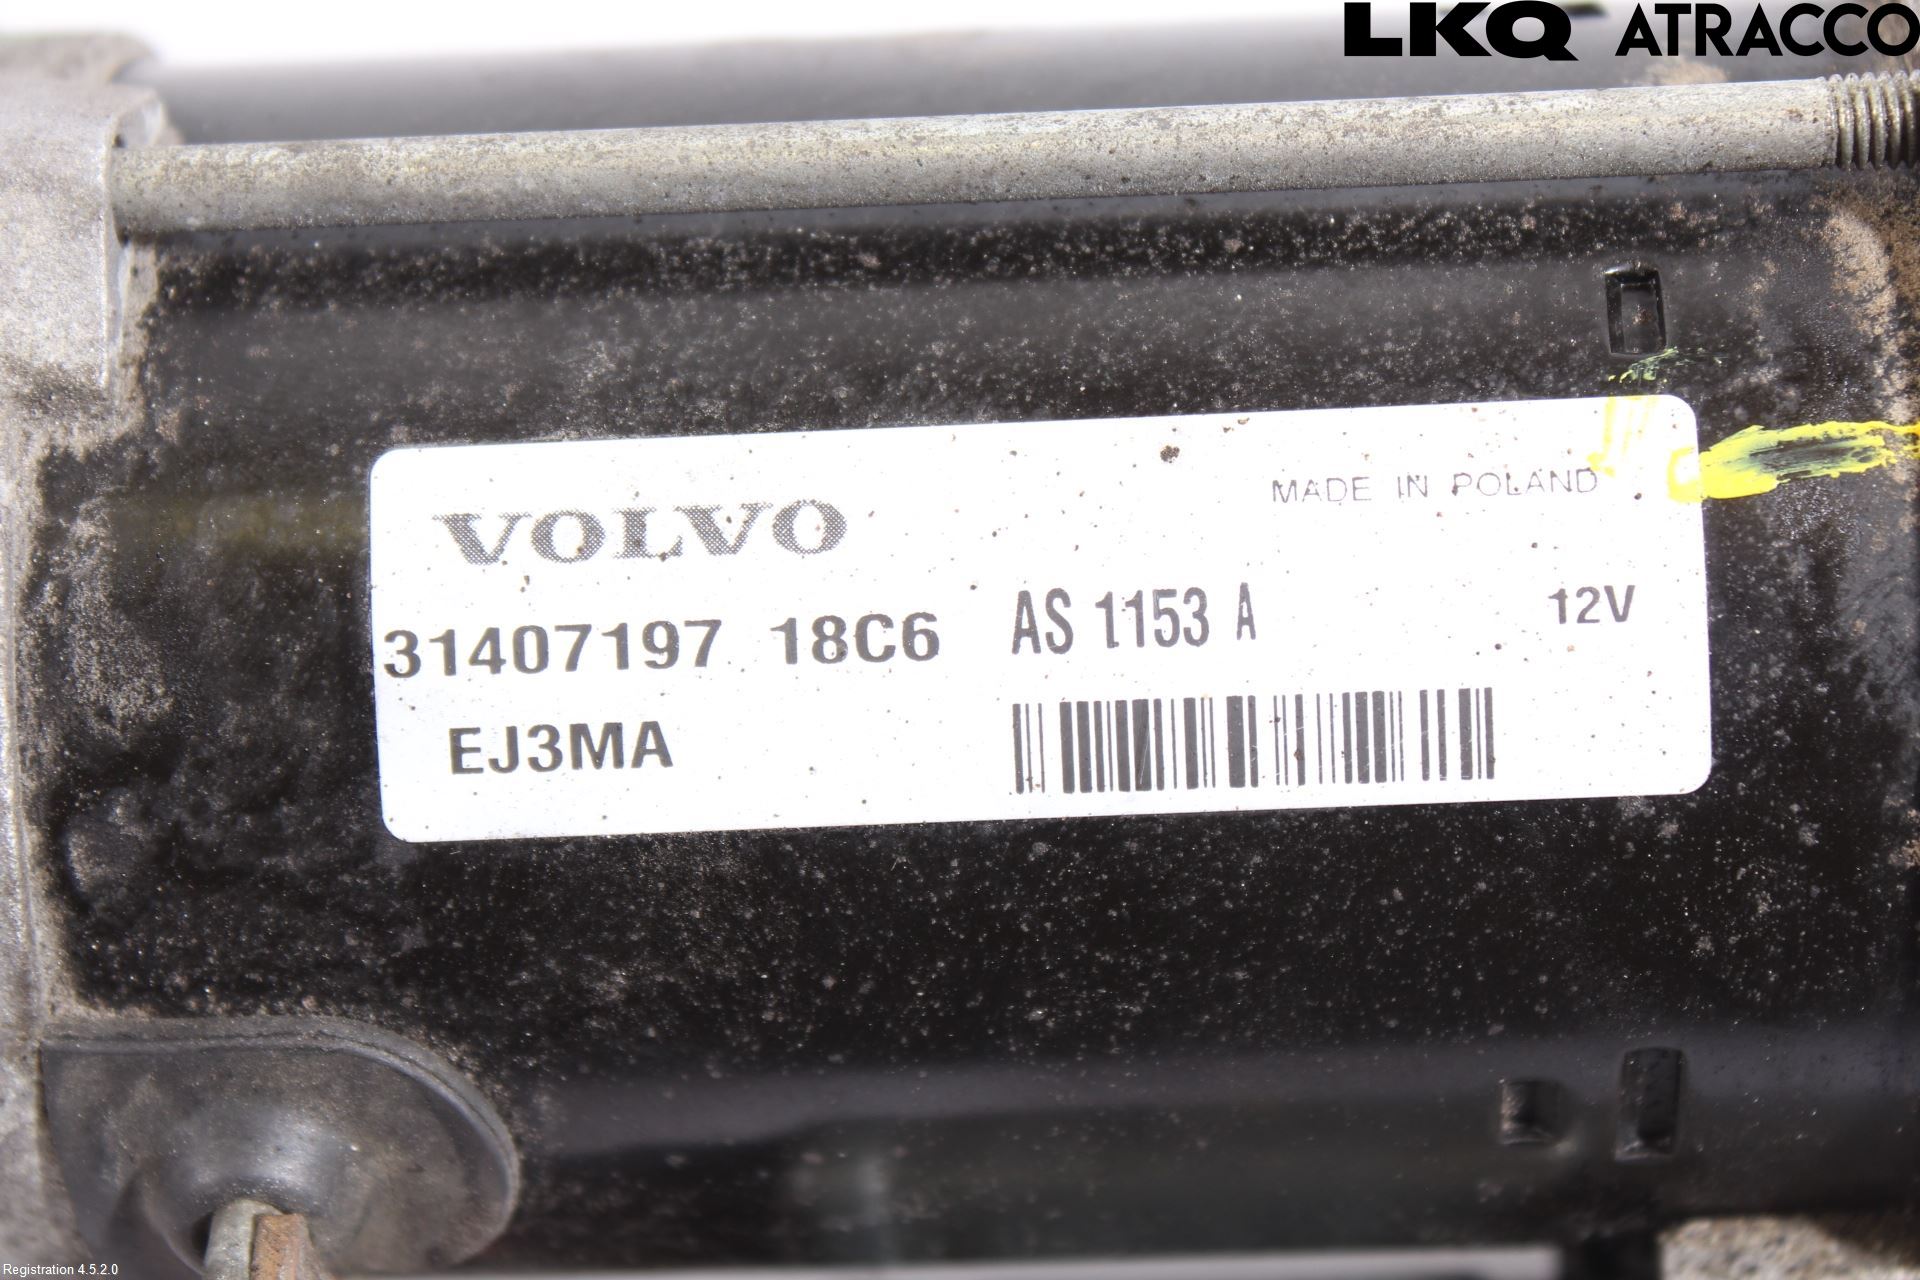 LKQ ATRACCO
VOLVO
MADE IN POLAND
31407197 18C6 AS 1153 A 12V
EJ3MA
Registration 4.5.2.0